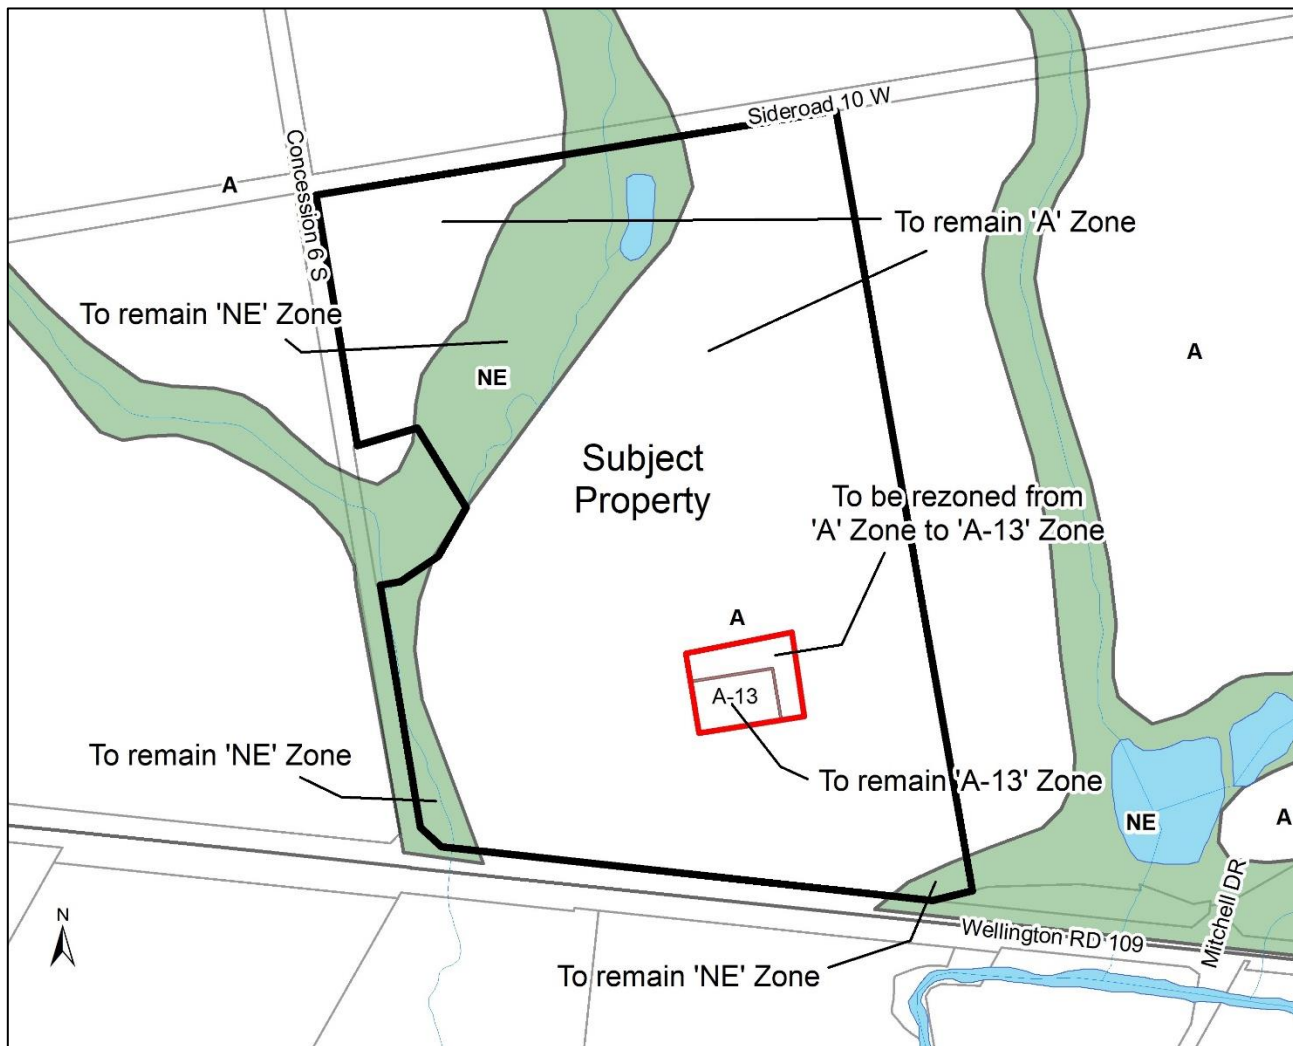 Sideroad 10 W
Concession 6 S
A
To remain 'A' Zone
To remain 'NE' Zone
A
NE
Subject
Property
To be rezoned from
'A' Zone to 'A-13' Zone
A
A-13
To remain 'NE' Zone
To remain 'A-13' Zone
NE
A
Mitchell DR
N
Wellington RD 109
To remain 'NE' Zone